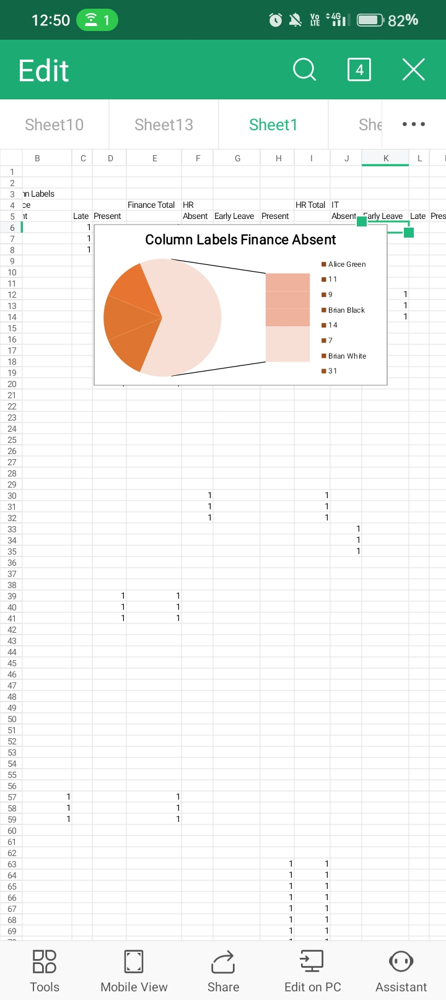 12:50 1 Vo LTE 4G 82%
Edit 4
Sheet10 Sheet13 Sheet1 She
B C D E F G H I J K L
1
2
3 Labels
4 Finance Total HR HR Total IT
5 Late Present Absent Early Leave Present Absent Early Leave Late Pres
6 1
7 1
8 1
Column Labels Finance Absent
Alice Green
11
9
Brian Black
14
7
Brian White
31
9
10
11
12 1
13 1
14 1
15
16
17
18
19
20
21
22
23
24
25
26
27
28
29
30 1 1
31 1 1
32 1 1
33 1
34 1
35 1
36
37
38
39 1 1
40 1 1
41 1 1
42
43
44
45
46
47
48
49
50
51
52
53
54
55
56
57 1 1
58 1 1
59 1 1
60
61
62
63 1 1
64 1 1
65 1 1
66 1 1
67 1 1
68 1 1
69 1 1
Tools Mobile View Share Edit on PC Assistant